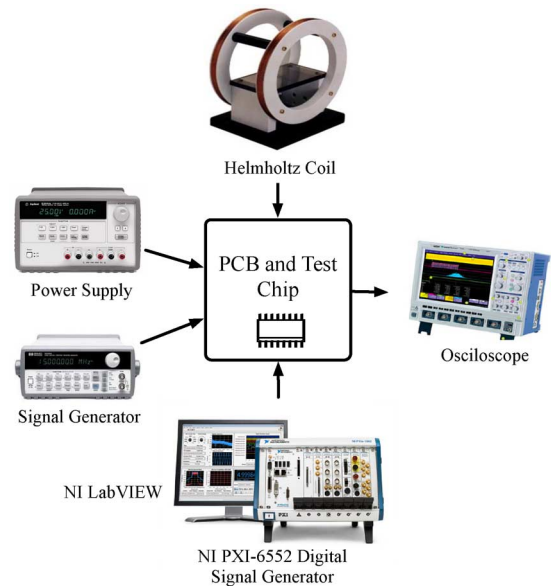 Helmholtz Coil
Power Supply
PCB and Test
Chip
Osciloscope
Signal Generator
NI LabVIEW
PXI
NI PXI-6552 Digital
Signal Generator